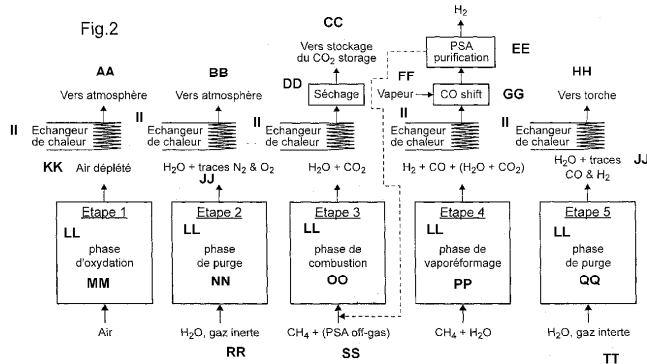 Fig.2
H₂
CC
Vers stockage
du CO₂ storage
PSA
purification
EE
AA
BB
DD
Séchage
FF
Vapeur
CO shift
GG
HH
Vers atmosphère
Vers atmosphère
Vers torche
II
Echangeur
de chaleur
II
Echangeur
de chaleur
II
Echangeur
de chaleur
II
Echangeur
de chaleur
II
Echangeur
de chaleur
KK
Air déplété
H₂O + traces N₂ & O₂
JJ
H₂O + CO₂
H₂ + CO + (H₂O + CO₂)
H₂O + traces
CO & H₂
JJ
Etape 1
LL
phase
d'oxydation
MM
Etape 2
LL
phase
de purge
NN
Etape 3
LL
phase de
combustion
OO
Etape 4
LL
phase de
vaporéformage
PP
Etape 5
LL
phase
de purge
QQ
Air
H₂O, gaz inerte
RR
CH₄ + (PSA off-gas)
SS
CH₄ + H₂O
H₂O, gaz interte
TT